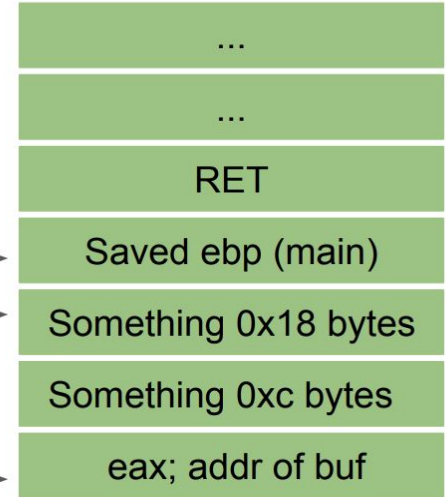 ...
...
RET
Saved ebp (main)
Something 0x18 bytes
Something 0xc bytes
eax; addr of buf